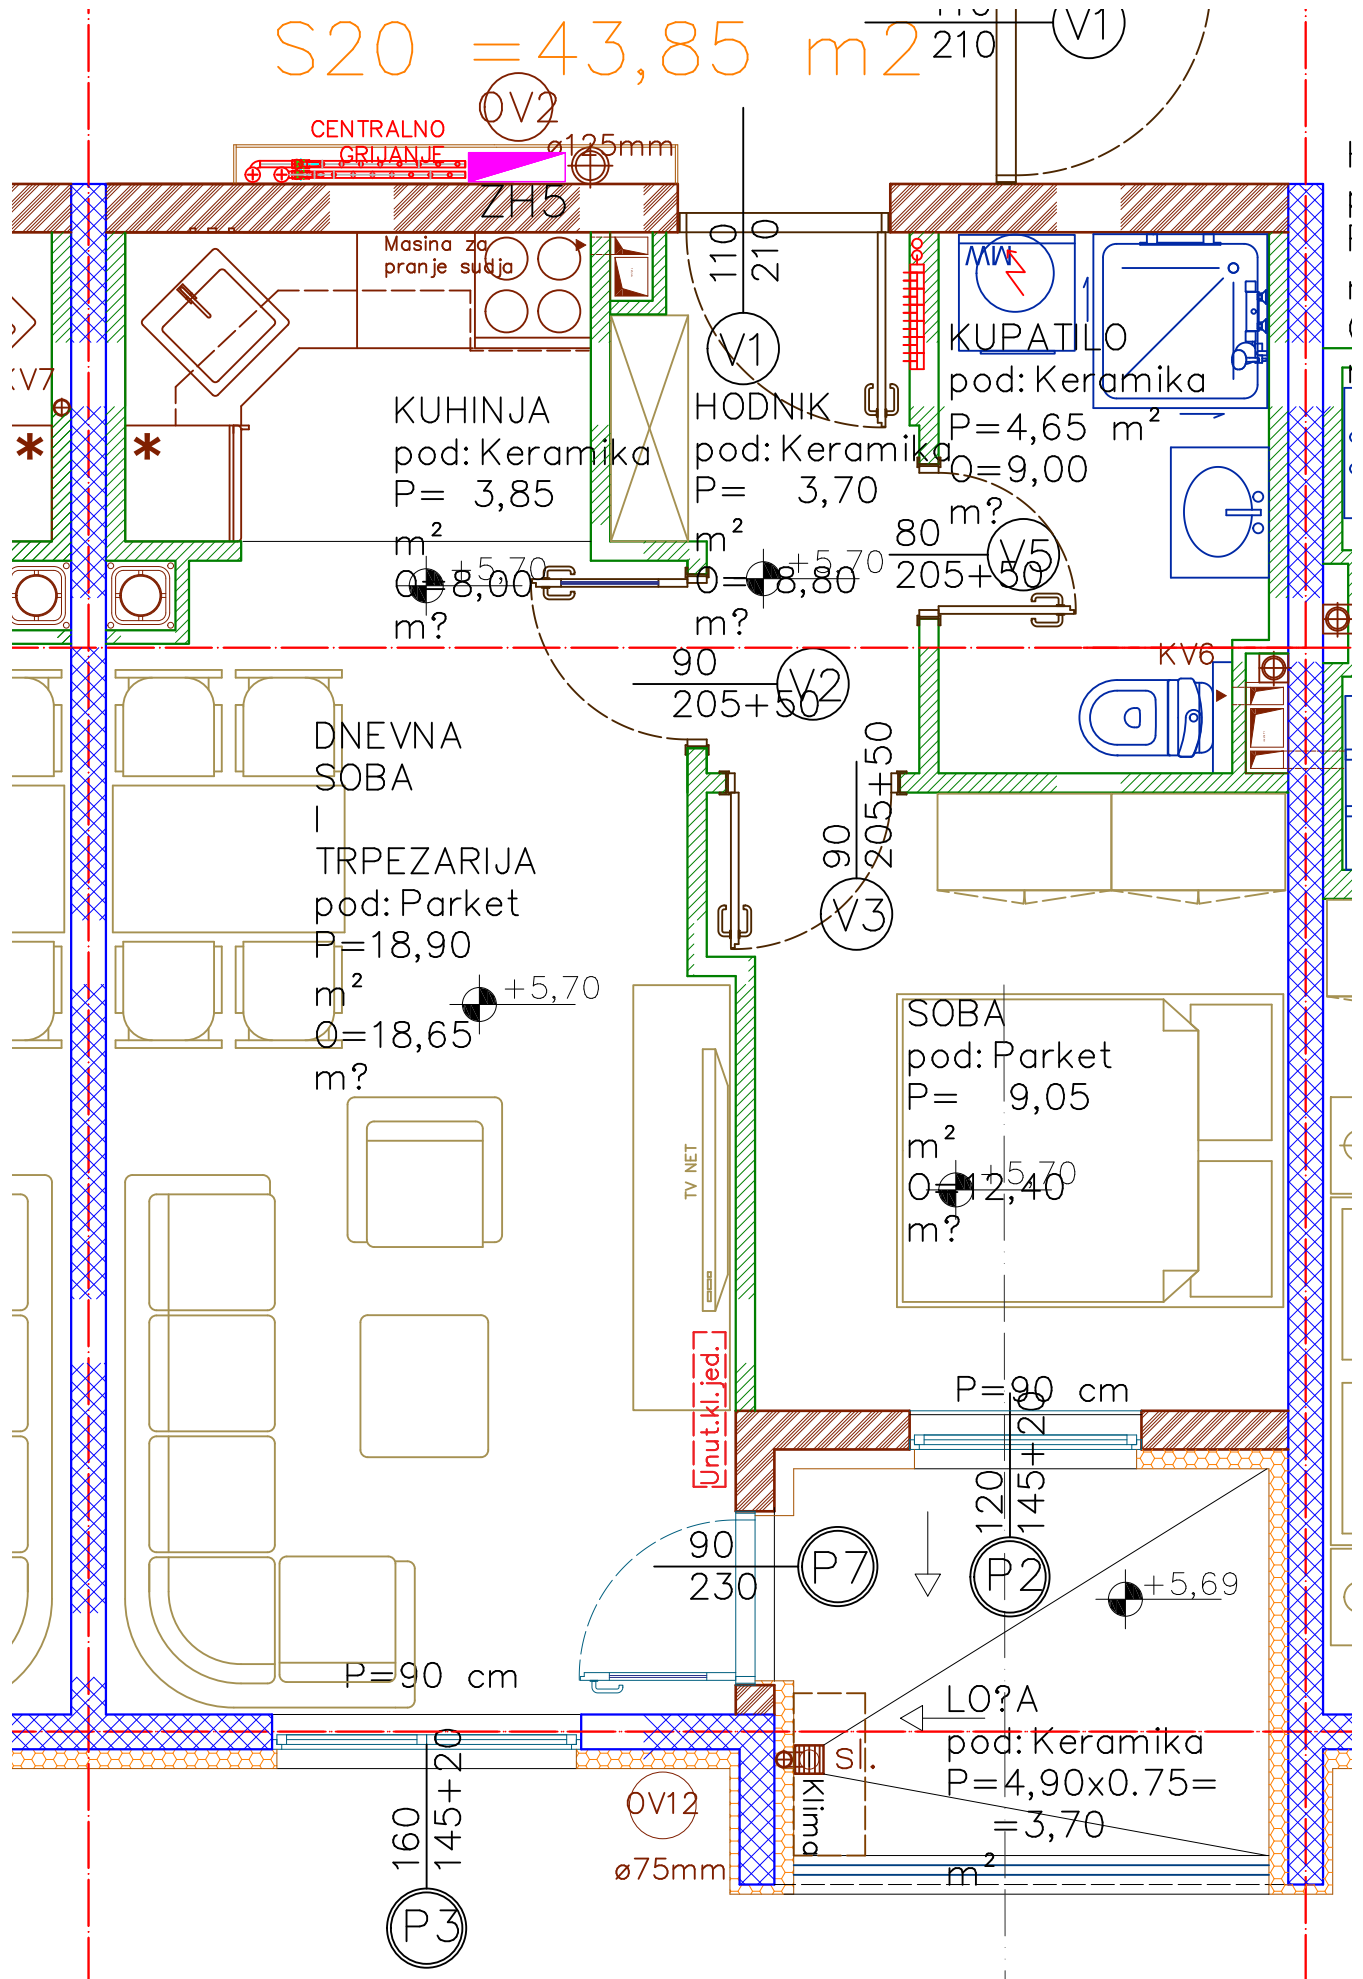 S20 =43,85 m2
210
V1
OV2
CENTRALNO
GRIJANJE
ø125mm
ZH5
Masina za
pranje sudja
110
210
V1
MW
KUPATILO
pod: Keramika
P=4,65 m²
O=9,00
m?
KV7
*
*
KUHINJA
pod: Keramika
P= 3,85
m²
O=8,00
m?
+5,70
HODNIK
pod: Keramika
P= 3,70
m²
O= 8,80
m?
+5,70
80
205+50
V5
90
205+50
V2
KV6
DNEVNA
SOBA
I
TRPEZARIJA
pod: Parket
P=18,90
m²
O=18,65
m?
+5,70
90
205+50
V3
SOBA
pod: Parket
P= 9,05
m²
O=12,40
m?
+5,70
TV NET
Unut.kl.jed.
P=90 cm
120
145+20
P2
90
230
P7
+5,69
P=90 cm
LO?A
pod: Keramika
P=4,90x0.75=
=3,70
m²
Sl.
Klima
160
145+20
P3
OV12
ø75mm